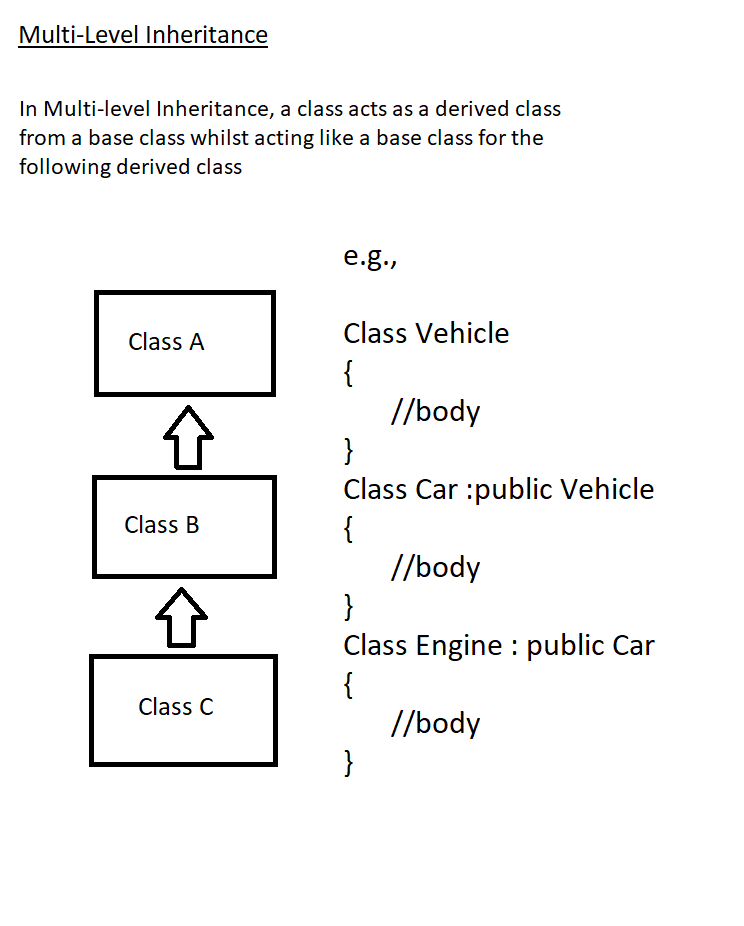 Multi-Level Inheritance
In Multi-level Inheritance, a class acts as a derived class
from a base class whilst acting like a base class for the
following derived class
Class A
Class B
Class C
e.g.,
Class Vehicle
{
//body
}
Class Car :public Vehicle
{
//body
}
Class Engine : public Car
{
//body
}